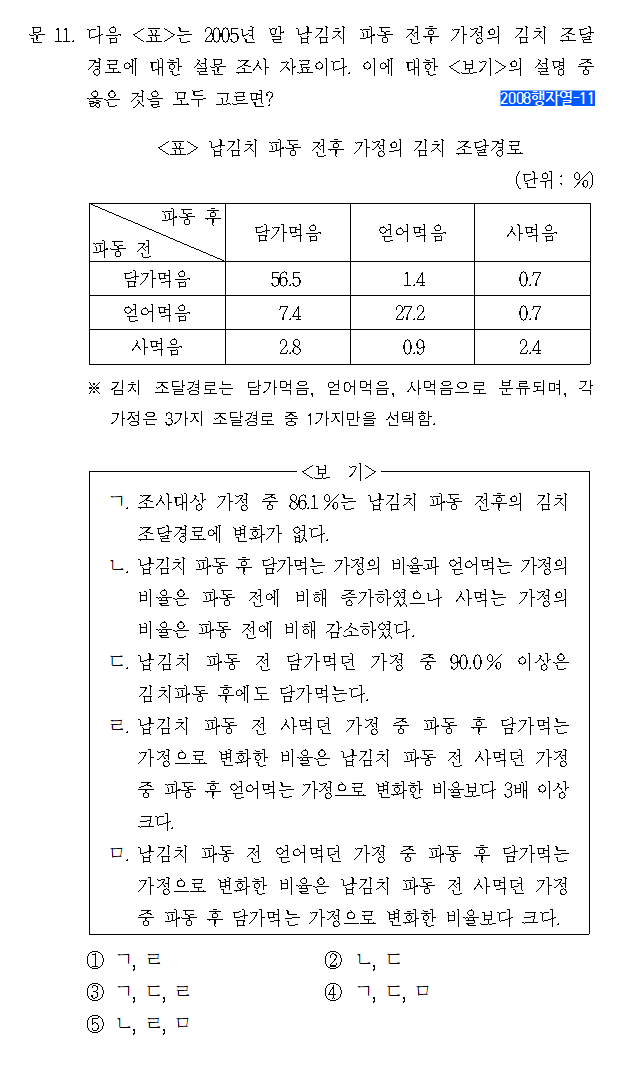 문 11. 다음 <표>는 2005년 말 납김치 파동 전후 가정의 김치 조달
경로에 대한 설문 조사 자료이다. 이에 대한 <보기>의 설명 중
옳은 것을 모두 고르면?
2008행자열-11
<표> 납김치 파동 전후 가정의 김치 조달경로
(단위 : %)
파동 후
파동 전
담가먹음 얻어먹음 사먹음
담가먹음 56.5 1.4 0.7
얻어먹음 7.4 27.2 0.7
사먹음 2.8 0.9 2.4
※ 김치 조달경로는 담가먹음, 얻어먹음, 사먹음으로 분류되며, 각
가정은 3가지 조달경로 중 1가지만을 선택함.
<보 기>
ㄱ. 조사대상 가정 중 86.1%는 납김치 파동 전후의 김치
조달경로에 변화가 없다.
ㄴ. 납김치 파동 후 담가먹는 가정의 비율과 얻어먹는 가정의
비율은 파동 전에 비해 증가하였으나 사먹는 가정의
비율은 파동 전에 비해 감소하였다.
ㄷ. 납김치 파동 전 담가먹던 가정 중 90.0% 이상은
김치파동 후에도 담가먹는다.
ㄹ. 납김치 파동 전 사먹던 가정 중 파동 후 담가먹는
가정으로 변화한 비율은 납김치 파동 전 사먹던 가정
중 파동 후 얻어먹는 가정으로 변화한 비율보다 3배 이상
크다.
ㅁ. 납김치 파동 전 얻어먹던 가정 중 파동 후 담가먹는
가정으로 변화한 비율은 납김치 파동 전 사먹던 가정
중 파동 후 담가먹는 가정으로 변화한 비율보다 크다.
① ㄱ, ㄹ ② ㄴ, ㄷ
③ ㄱ, ㄷ, ㄹ ④ ㄱ, ㄷ, ㅁ
⑤ ㄴ, ㄹ, ㅁ